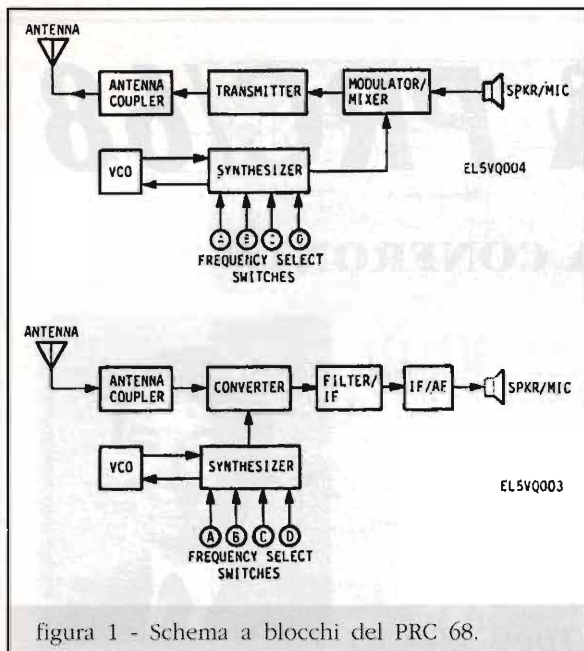 ANTENNA
ANTENNA
COUPLER
TRANSMITTER
MODULATOR/
MIXER
SPKR/MIC
VCO
SYNTHESIZER
EL5VQ004
A B C D
FREQUENCY SELECT
SWITCHES
ANTENNA
ANTENNA
COUPLER
CONVERTER
FILTER/
IF
IF/AF
SPKR/MIC
VCO
SYNTHESIZER
EL5VQ003
A B C D
FREQUENCY SELECT
SWITCHES
figura 1 - Schema a blocchi del PRC 68.